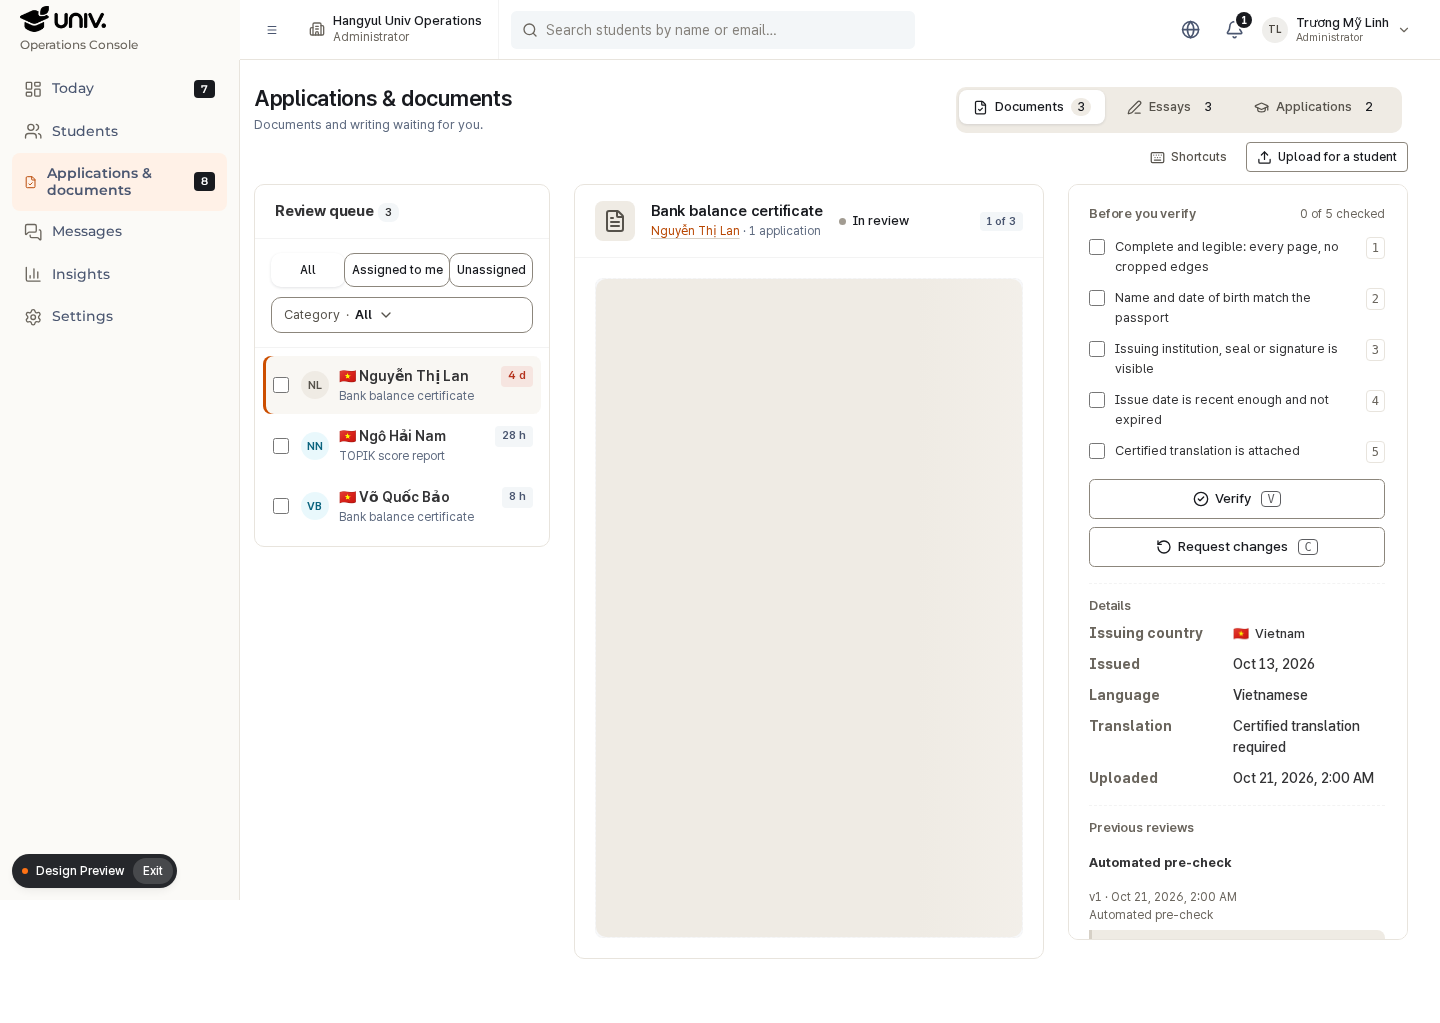 univ.
Operations Console
Today 7
Students
Applications & documents 8
Messages
Insights
Settings
Design Preview Exit
Hangyul Univ Operations
Administrator
Search students by name or email...
1
TL
Trương Mỹ Linh
Administrator
Applications & documents
Documents and writing waiting for you.
Documents 3
Essays 3
Applications 2
Shortcuts
Upload for a student
Review queue 3
All
Assigned to me
Unassigned
Category · All
NL
Nguyễn Thị Lan
4 d
Bank balance certificate
NN
Ngô Hải Nam
28 h
TOPIK score report
VB
Võ Quốc Bảo
8 h
Bank balance certificate
Bank balance certificate
Nguyễn Thị Lan · 1 application
In review
1 of 3
Before you verify
0 of 5 checked
Complete and legible: every page, no
cropped edges
1
Name and date of birth match the
passport
2
Issuing institution, seal or signature is
visible
3
Issue date is recent enough and not
expired
4
Certified translation is attached
5
Verify V
Request changes C
Details
Issuing country Vietnam
Issued Oct 13, 2026
Language Vietnamese
Translation Certified translation
required
Uploaded Oct 21, 2026, 2:00 AM
Previous reviews
Automated pre-check
v1 · Oct 21, 2026, 2:00 AM
Automated pre-check